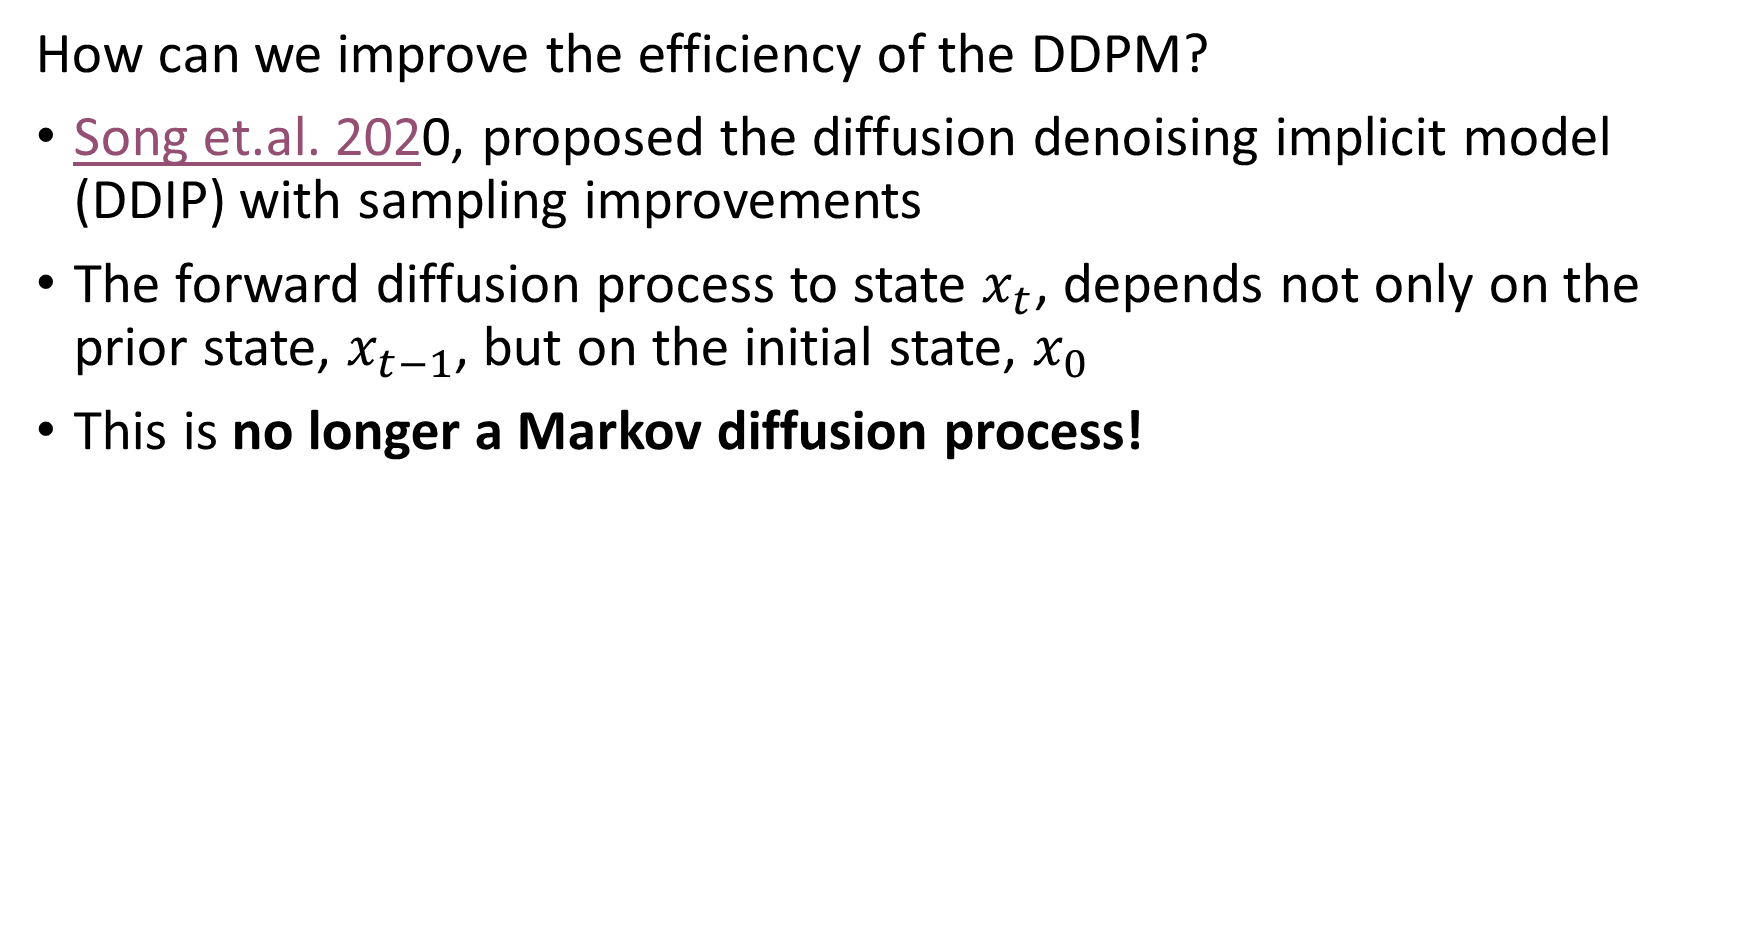 How can we improve the efficiency of the DDPM?
• Song et.al. 2020, proposed the diffusion denoising implicit model
(DDIP) with sampling improvements
• The forward diffusion process to state $x_t$, depends not only on the
prior state, $x_{t-1}$, but on the initial state, $x_0$
• This is no longer a Markov diffusion process!